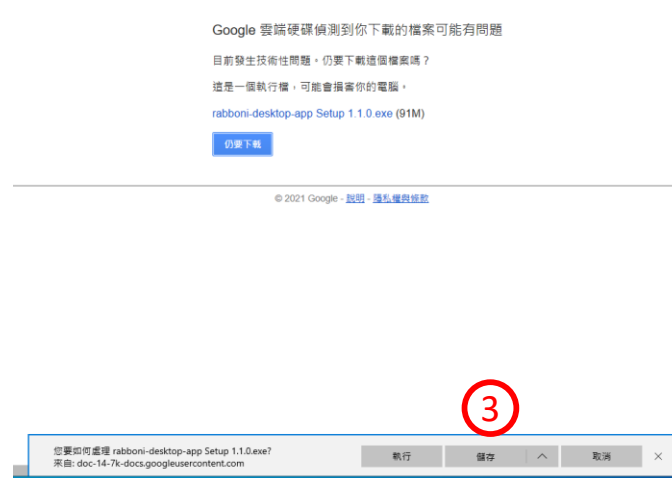 Google 雲端硬碟偵測到你下載的檔案可能有問題
目前發生技術性問題，仍要下載這個檔案嗎？
這是一個執行檔，可能會損害你的電腦。
rabboni-desktop-app Setup 1.1.0.exe (91M)
仍要下載
© 2021 Google - 說明 - 隱私權與條款
3
您要如何處理 rabboni-desktop-app Setup 1.1.0.exe?
來自: doc-14-7k-docs.googleusercontent.com
執行 儲存 取消